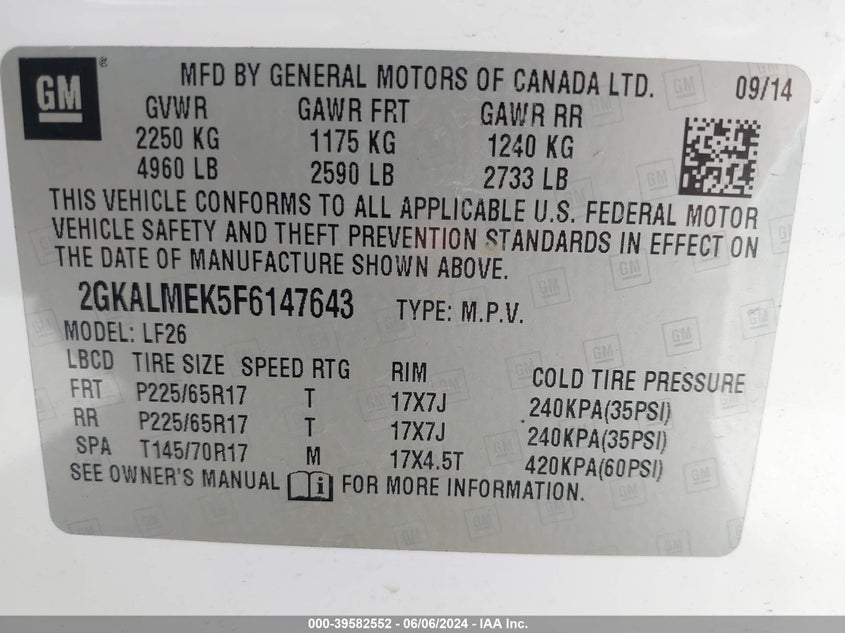 GM ®
MFD BY GENERAL MOTORS OF CANADA LTD. 09/14
GVWR GAWR FRT GAWR RR
2250 KG 1175 KG 1240 KG
4960 LB 2590 LB 2733 LB
THIS VEHICLE CONFORMS TO ALL APPLICABLE U.S. FEDERAL MOTOR
VEHICLE SAFETY AND THEFT PREVENTION STANDARDS IN EFFECT ON
THE DATE OF MANUFACTURE SHOWN ABOVE.
2GKALMEK5F6147643 TYPE: M.P.V.
MODEL: LF26
LBCD TIRE SIZE SPEED RTG RIM COLD TIRE PRESSURE
FRT P225/65R17 T 17X7J 240KPA(35PSI)
RR P225/65R17 T 17X7J 240KPA(35PSI)
SPA T145/70R17 M 17X4.5T 420KPA(60PSI)
SEE OWNER'S MANUAL i FOR MORE INFORMATION.
000-39582552 - 06/06/2024 - IAA Inc.